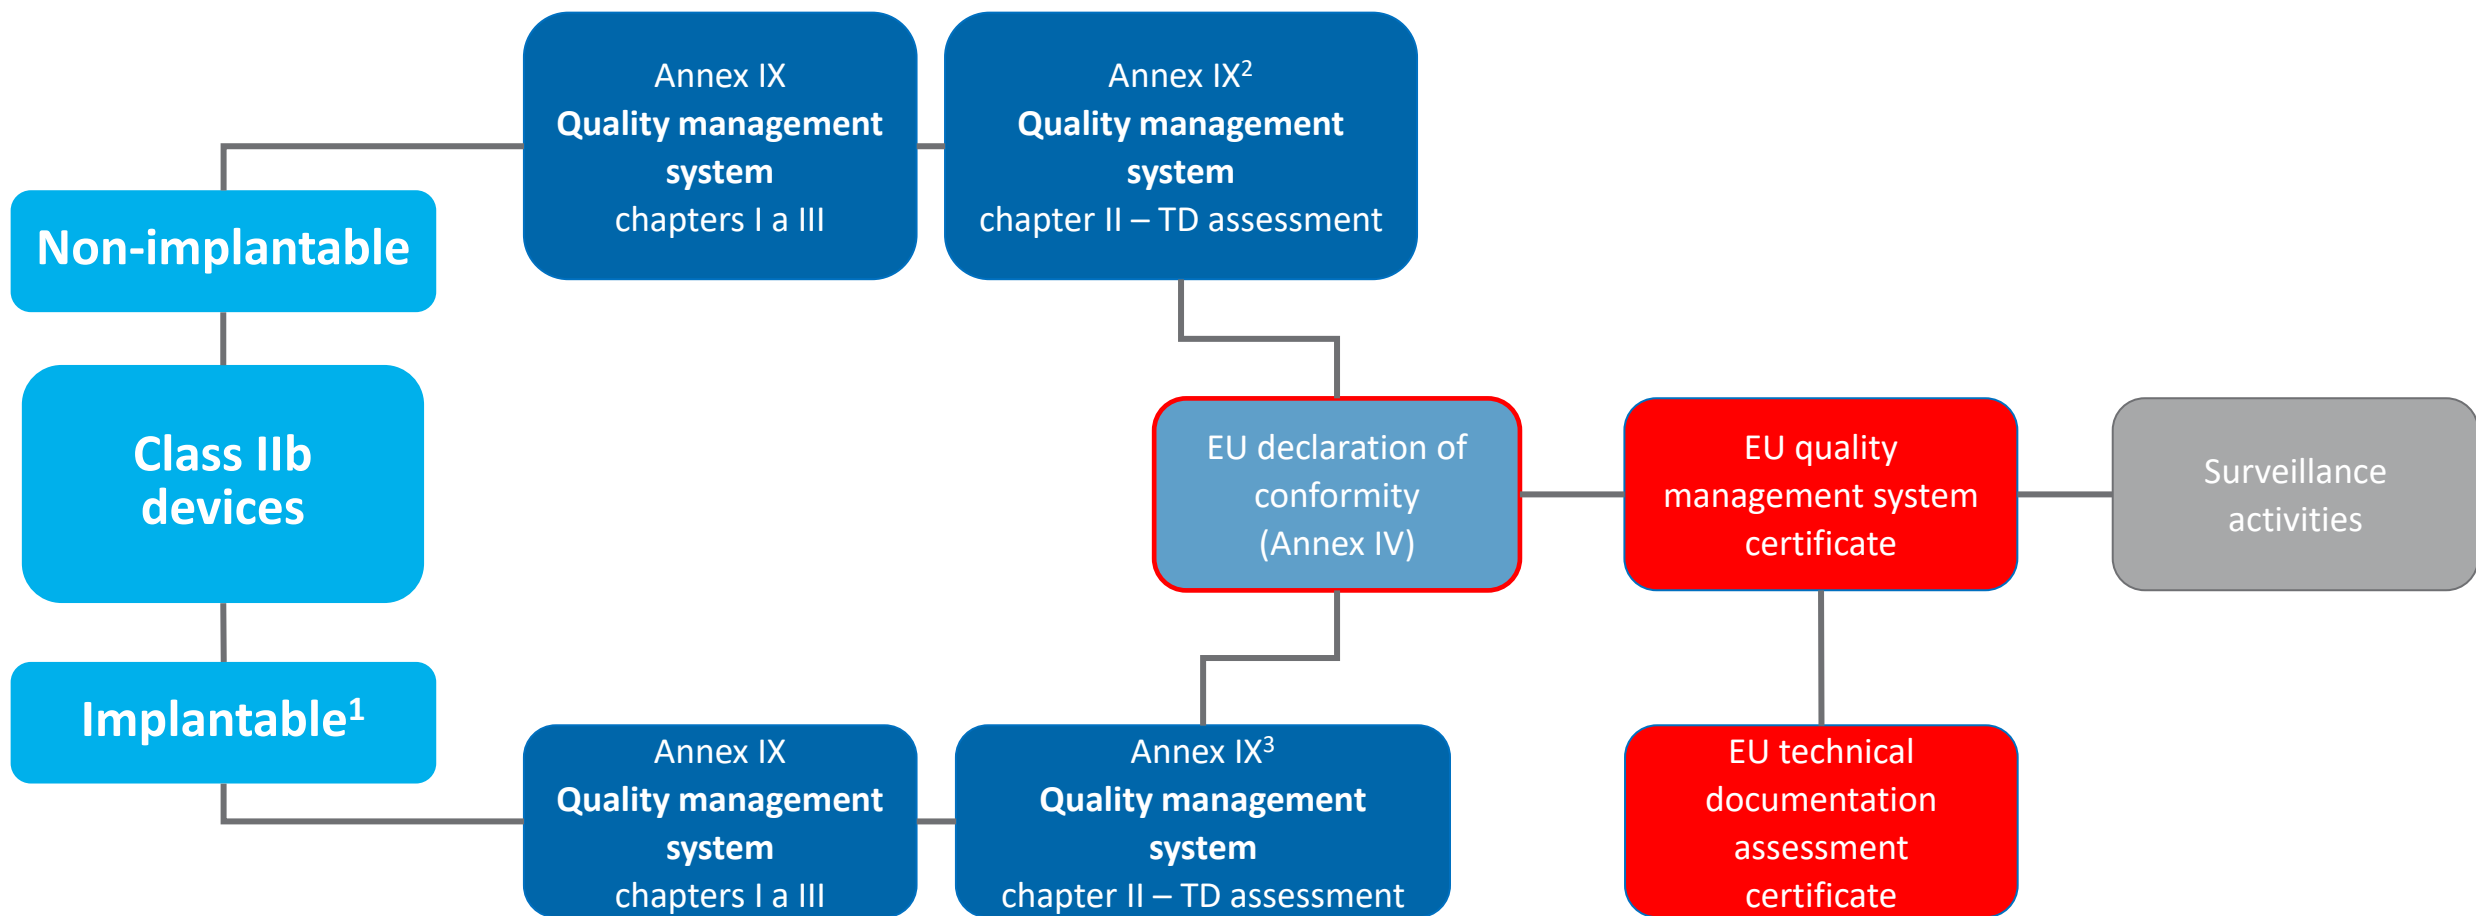 Annex IX
Quality management
system
chapters I a III
Annex IX²
Quality management
system
chapter II – TD assessment
Non-implantable
Class IIb
devices
EU declaration of
conformity
(Annex IV)
EU quality
management system
certificate
Surveillance
activities
Implantable¹
Annex IX
Quality management
system
chapters I a III
Annex IX³
Quality management
system
chapter II – TD assessment
EU technical
documentation
assessment
certificate